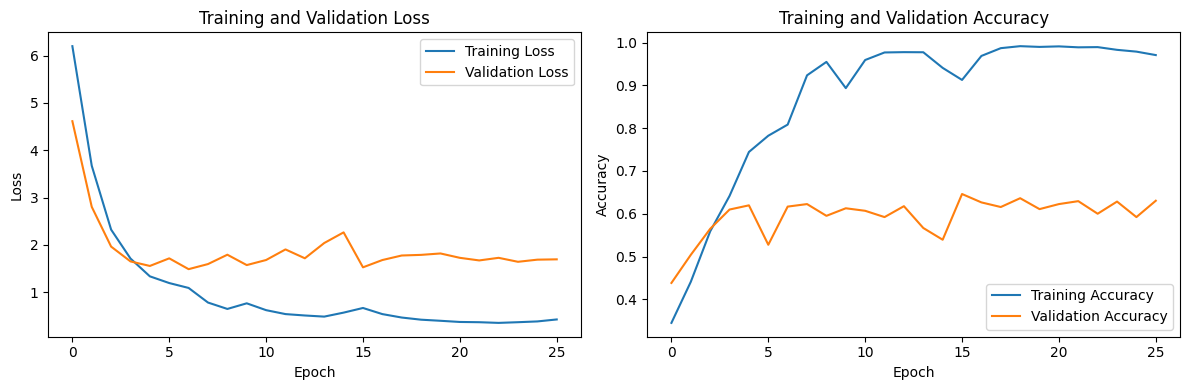 Training and Validation Loss
Training Loss
Validation Loss
6
5
4
3
2
1
Loss
0
5
10
15
20
25
Epoch
Training and Validation Accuracy
1.0
0.9
0.8
0.7
0.6
0.5
0.4
Accuracy
Training Accuracy
Validation Accuracy
0
5
10
15
20
25
Epoch